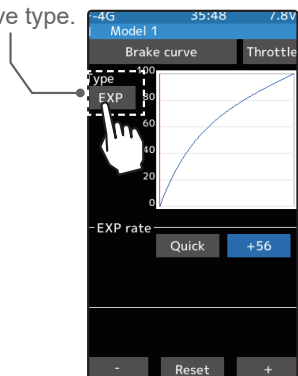 ve type.
-4G 35:48 7.8V
Model 1
Brake curve Throttle
ype
EXP
100
80
60
40
20
0
EXP rate
Quick +56
- Reset +